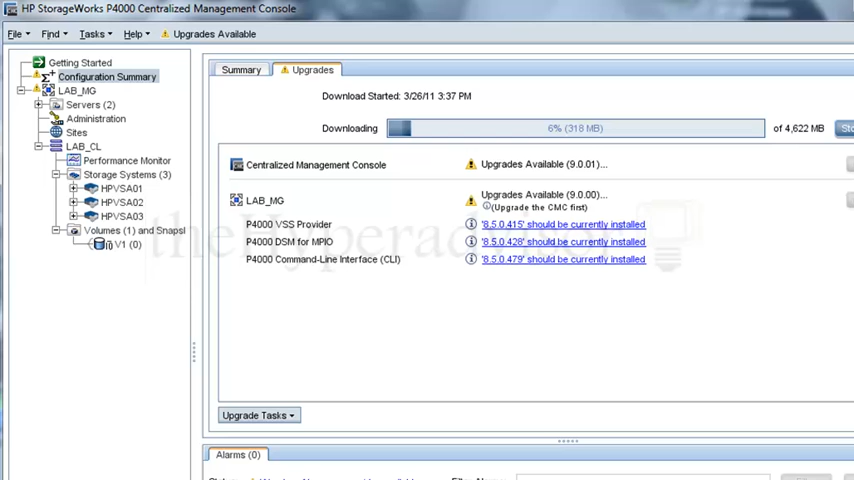 HP StorageWorks P4000 Centralized Management Console
File Find Tasks Help Upgrades Available
Getting Started
Configuration Summary
LAB_MG
Servers (2)
Administration
Sites
LAB_CL
Performance Monitor
Storage Systems (3)
HPVSA01
HPVSA02
HPVSA03
Volumes (1) and Snapsl
V1 (0)
Summary Upgrades
Download Started: 3/26/11 3:37 PM
Downloading 6% (318 MB) of 4,622 MB Sto
Centralized Management Console Upgrades Available (9.0.01)...
LAB_MG Upgrades Available (9.0.00)...
(Upgrade the CMC first)
P4000 VSS Provider '8.5.0.415' should be currently installed
P4000 DSM for MPIO '8.5.0.428' should be currently installed
P4000 Command-Line Interface (CLI) '8.5.0.479' should be currently installed
theHyperadvisor
Upgrade Tasks
Alarms (0)